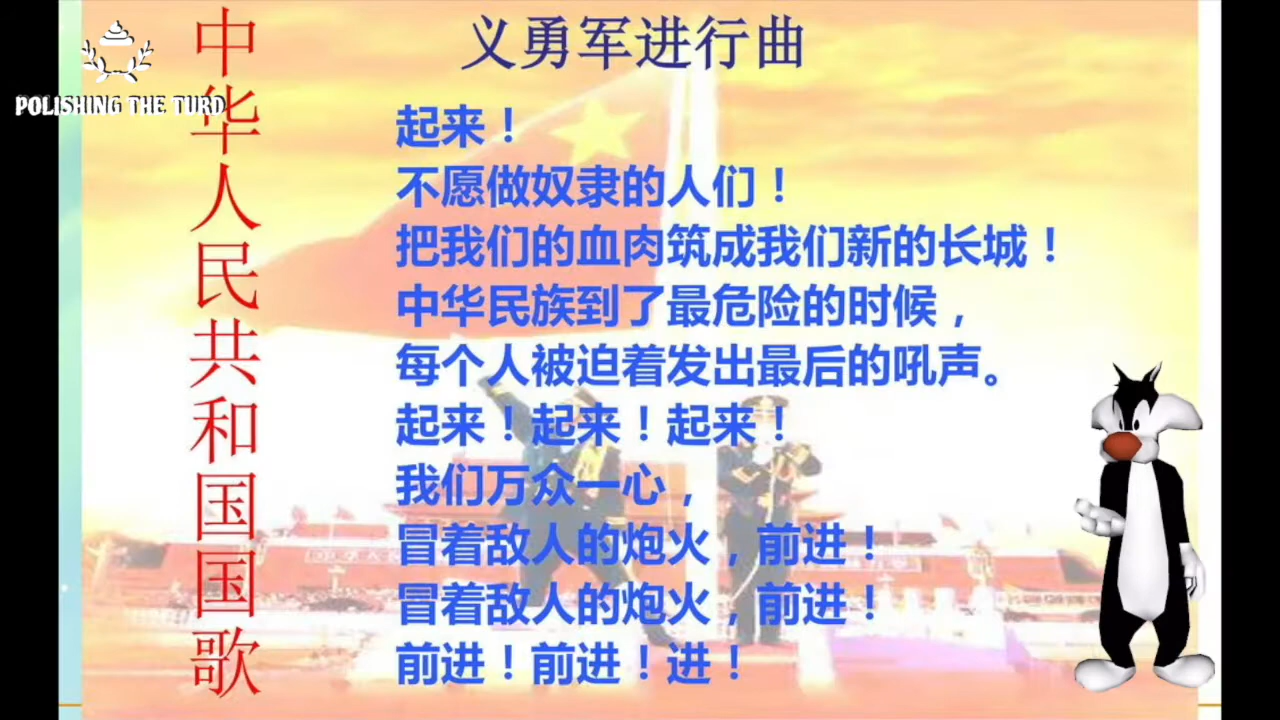 POLISHING THE TURD
中华人民共和国国歌
义勇军进行曲
起来！
不愿做奴隶的人们！
把我们的血肉筑成我们新的长城！
中华民族到了最危险的时候，
每个人被迫着发出最后的吼声。
起来！起来！起来！
我们万众一心，
冒着敌人的炮火，前进！
冒着敌人的炮火，前进！
前进！前进！进！